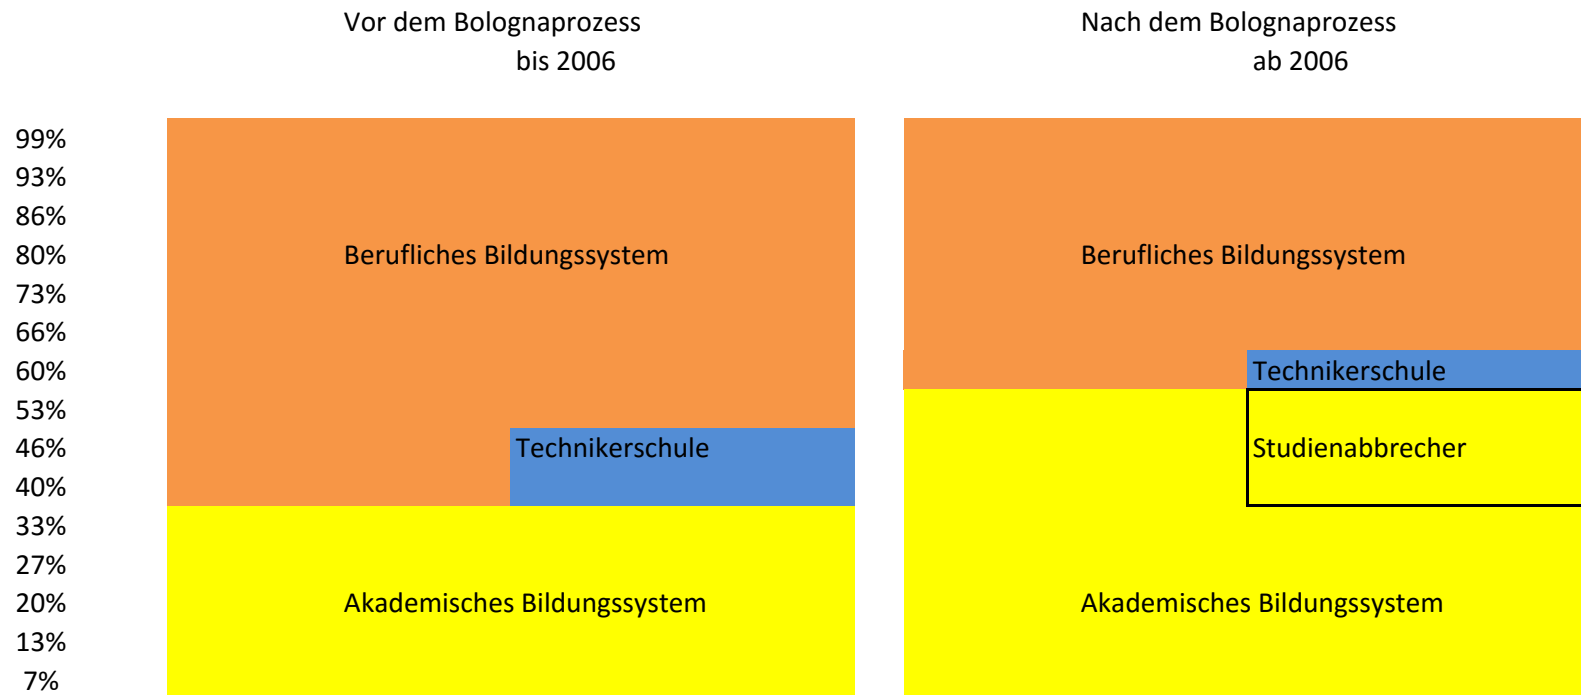 Vor dem Bolognaprozess Nach dem Bolognaprozess
bis 2006 ab 2006
99%
93%
86%
80% Berufliches Bildungssystem Berufliches Bildungssystem
73%
66%
60% Technikerschule
53%
46% Technikerschule Studienabbrecher
40%
33%
27%
20% Akademisches Bildungssystem Akademisches Bildungssystem
13%
7%